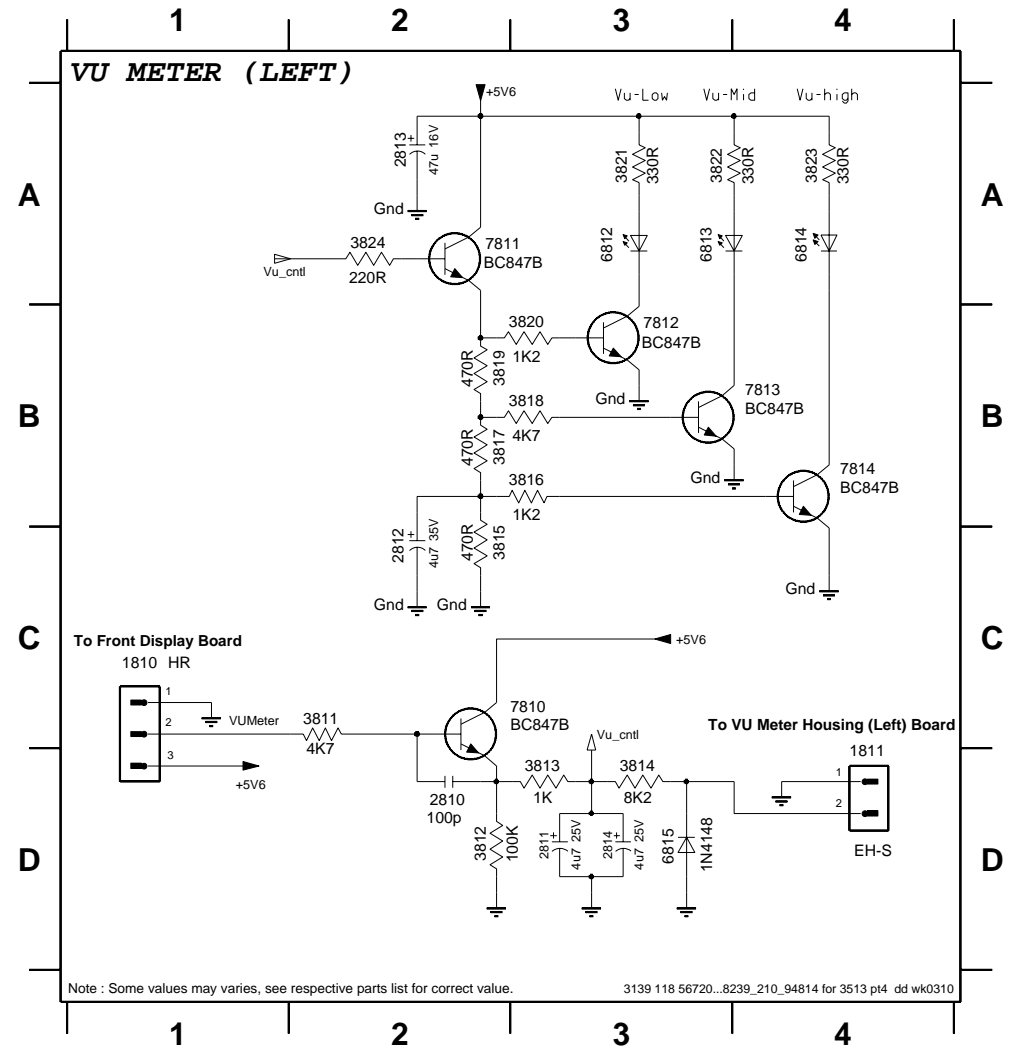 1 2 3 4
VU METER (LEFT)
+5V6
Vu-Low Vu-Mid Vu-high
A
2813
+
47u 16V
3821
330R
3822
330R
3823
330R
A
Gnd
3824
220R
Vu_cntl
7811
BC847B
6812
6813
6814
3820
1K2
7812
BC847B
470R
3819
Gnd
B
3818
4K7
7813
BC847B
B
470R
3817
Gnd
3816
1K2
7814
BC847B
2812
+
4u7 35V
470R
3815
Gnd Gnd
Gnd
C
To Front Display Board
1810 HR
+5V6
C
1
2
3
VUMeter
+5V6
3811
4K7
7810
BC847B
Vu_cntl
To VU Meter Housing (Left) Board
1811
1
2
EH-S
2810
100p
3813
1K
3814
8K2
D
3812
100K
2811
+
4u7 25V
2814
+
4u7 25V
6815
1N4148
D
Note : Some values may varies, see respective parts list for correct value.
3139 118 56720...8239_210_94814 for 3513 pt4 dd wk0310
1 2 3 4